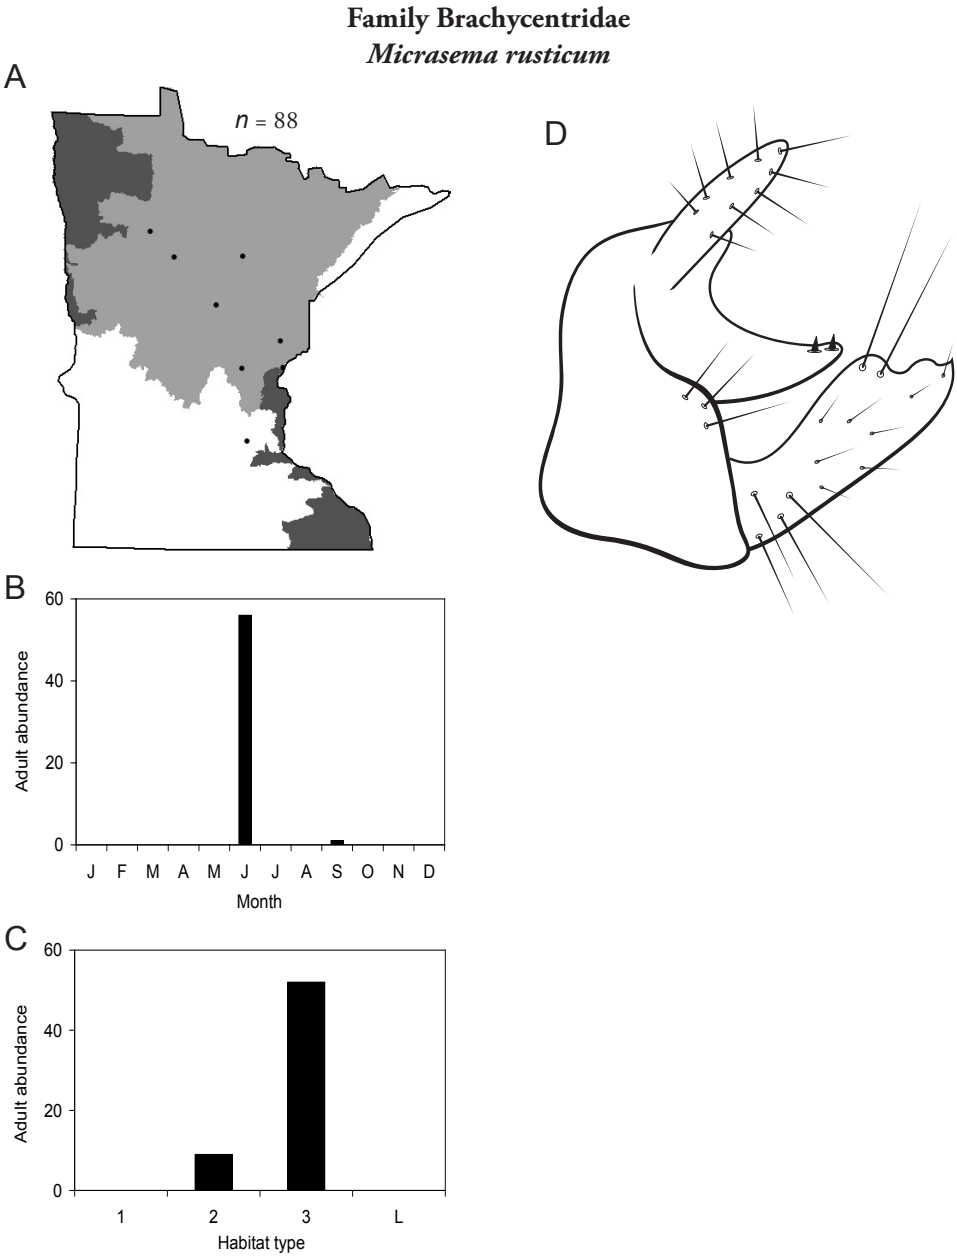 Family Brachycentridae
Micrasema rusticum
A
n = 88
D
B
60
40
20
0
Adult abundance
J F M A M J J A S O N D
Month
C
60
40
20
0
Adult abundance
1 2 3 L
Habitat type